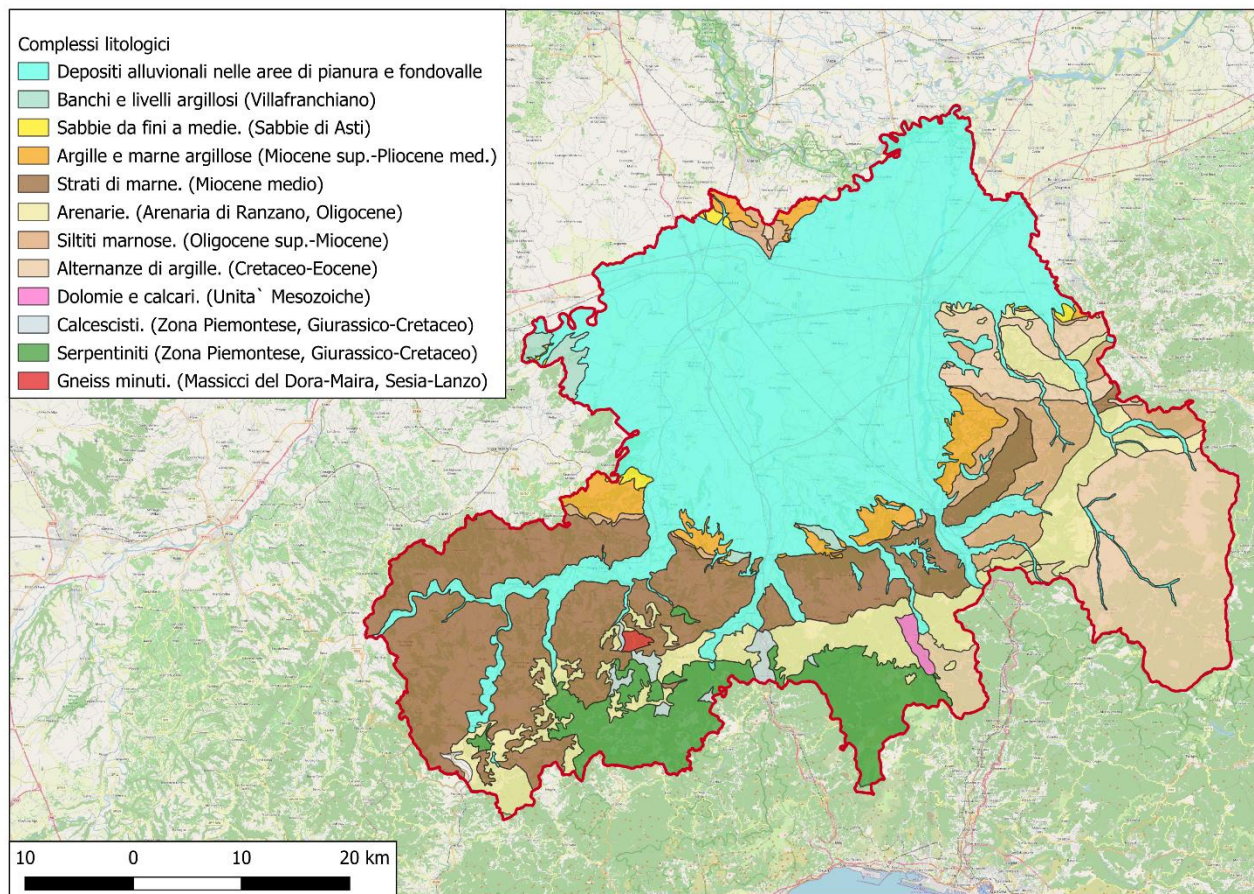 Complessi litologici
Depositi alluvionali nelle aree di pianura e fondovalle
Banchi e livelli argillosi (Villafranchiano)
Sabbie da fini a medie. (Sabbie di Asti)
Argille e marne argillose (Miocene sup.-Pliocene med.)
Strati di marne. (Miocene medio)
Arenarie. (Arenaria di Ranzano, Oligocene)
Siltiti marnose. (Oligocene sup.-Miocene)
Alternanze di argille. (Cretaceo-Eocene)
Dolomie e calcari. (Unita` Mesozoiche)
Calcescisti. (Zona Piemontese, Giurassico-Cretaceo)
Serpentiniti (Zona Piemontese, Giurassico-Cretaceo)
Gneiss minuti. (Massicci del Dora-Maira, Sesia-Lanzo)
10 0 10 20 km